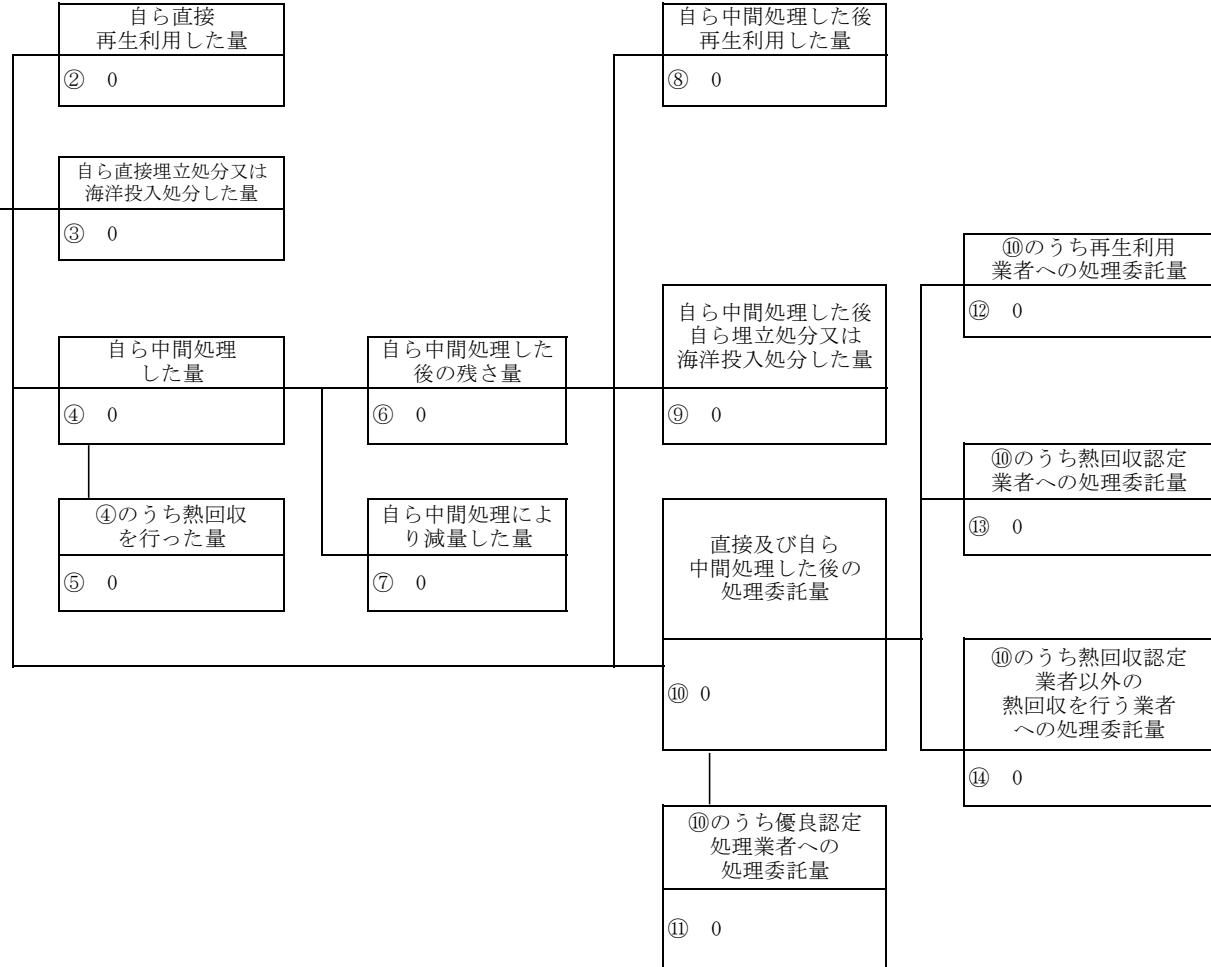 自ら直接
再生利用した量
② 0
自ら直接埋立処分又は
海洋投入処分した量
③ 0
自ら中間処理
した量
④ 0
④のうち熱回収
を行った量
⑤ 0
自ら中間処理した
後の残さ量
⑥ 0
自ら中間処理によ
り減量した量
⑦ 0
自ら中間処理した後
再生利用した量
⑧ 0
自ら中間処理した後
自ら埋立処分又は
海洋投入処分した量
⑨ 0
直接及び自ら
中間処理した後の
処理委託量
⑩ 0
⑩のうち優良認定
処理業者への
処理委託量
⑪ 0
⑩のうち再生利用
業者への処理委託量
⑫ 0
⑩のうち熱回収認定
業者への処理委託量
⑬ 0
⑩のうち熱回収認定
業者以外の
熱回収を行う業者
への処理委託量
⑭ 0